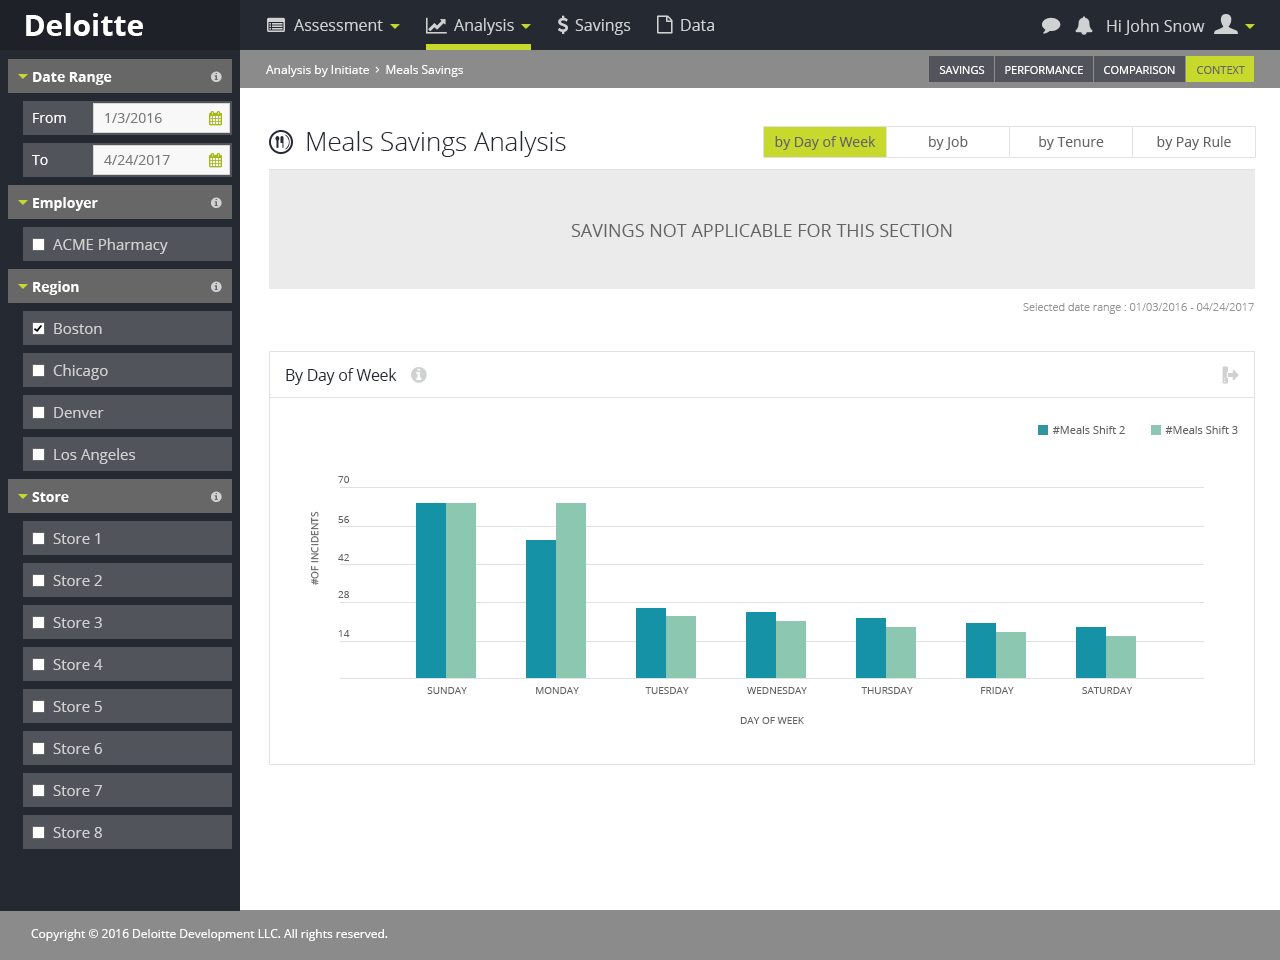 Deloitte
Assessment
Analysis
$ Savings
Data
Hi John Snow
Analysis by Initiate › Meals Savings
SAVINGS
PERFORMANCE
COMPARISON
CONTEXT
Date Range
From
1/3/2016
To
4/24/2017
Employer
ACME Pharmacy
Region
Boston
Chicago
Denver
Los Angeles
Store
Store 1
Store 2
Store 3
Store 4
Store 5
Store 6
Store 7
Store 8
Meals Savings Analysis
by Day of Week
by Job
by Tenure
by Pay Rule
SAVINGS NOT APPLICABLE FOR THIS SECTION
Selected date range : 01/03/2016 - 04/24/2017
By Day of Week
#Meals Shift 2
#Meals Shift 3
#OF INCIDENTS
70
56
42
28
14
SUNDAY
MONDAY
TUESDAY
WEDNESDAY
THURSDAY
FRIDAY
SATURDAY
DAY OF WEEK
Copyright © 2016 Deloitte Development LLC. All rights reserved.